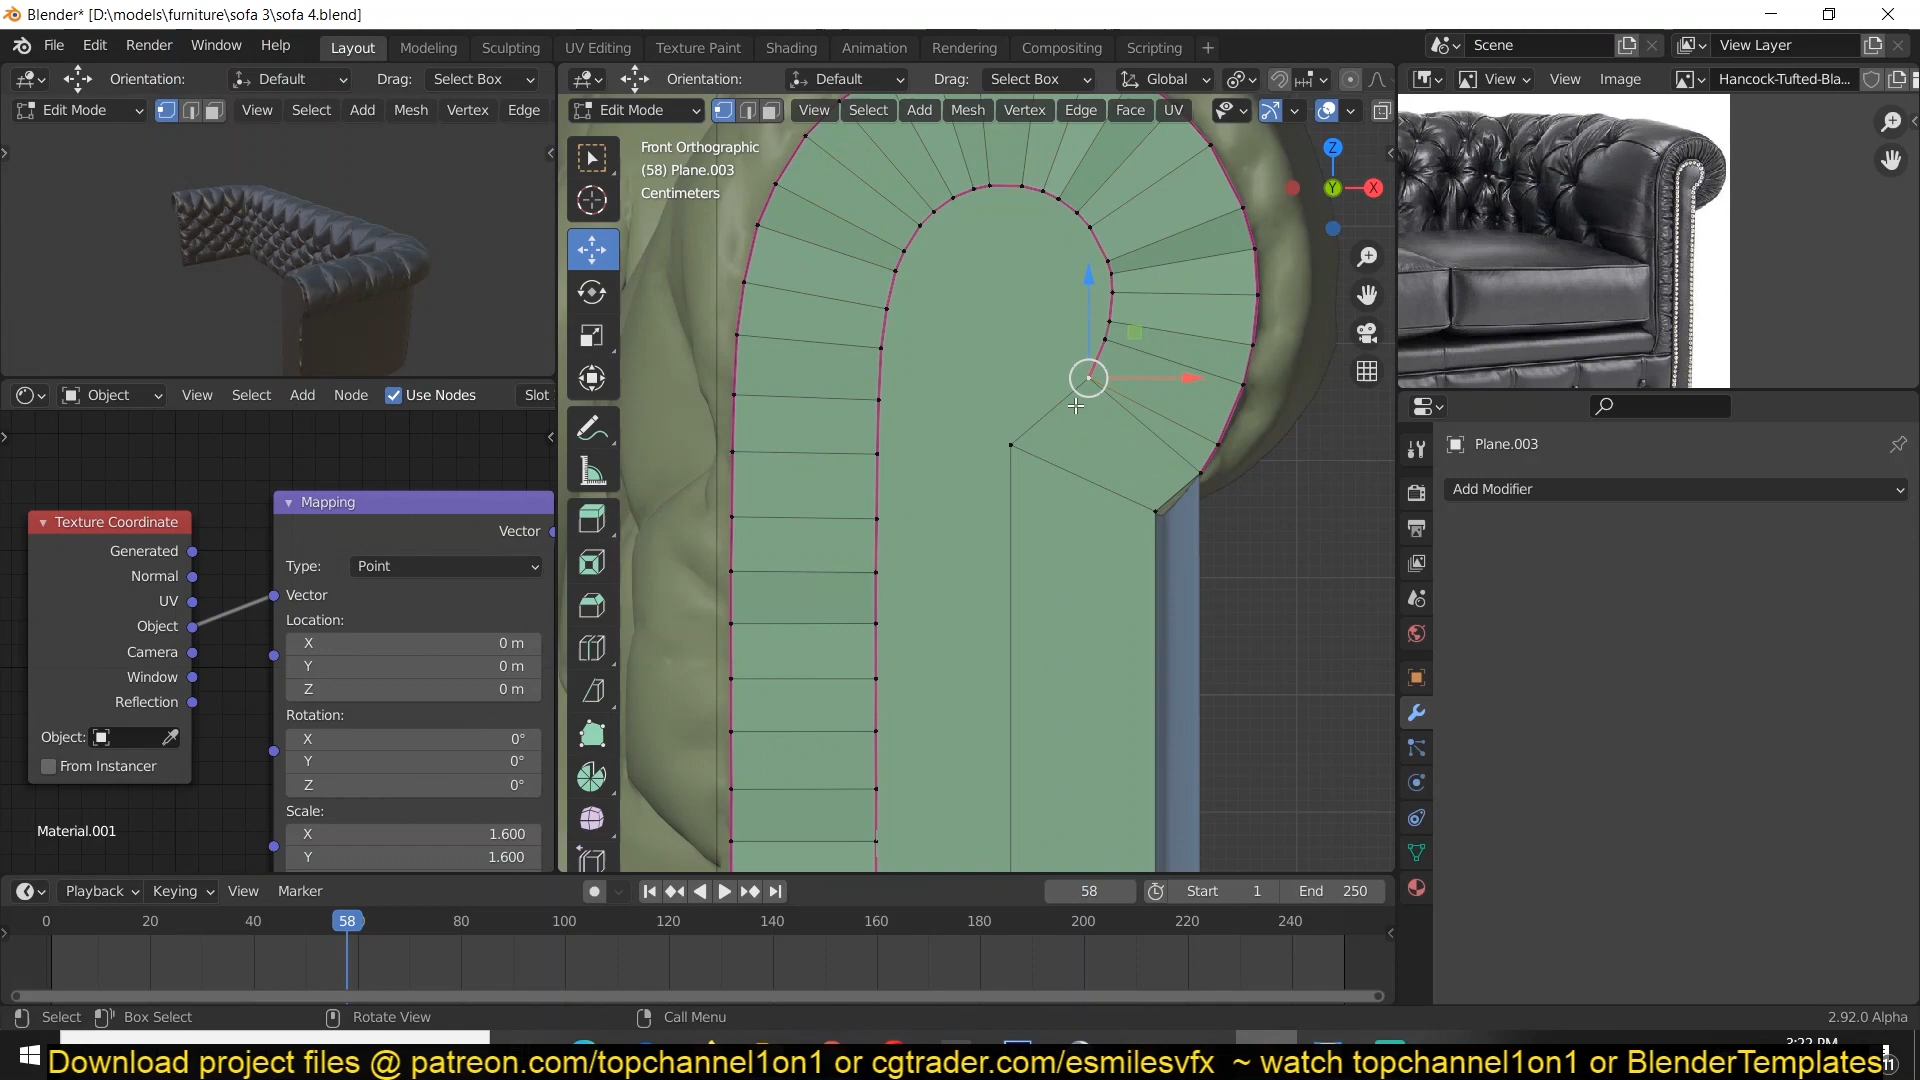 Blender* [D:\models\furniture\sofa 3\sofa 4.blend]
File Edit Render Window Help Layout Modeling Sculpting UV Editing Texture Paint Shading Animation Rendering Compositing Scripting + Scene View Layer
Orientation: Default Drag: Select Box Orientation: Default Drag: Select Box Global View View Image Hancock-Tufted-Bla...
Edit Mode View Select Add Mesh Vertex Edge Edit Mode View Select Add Mesh Vertex Edge Face UV
Front Orthographic
(58) Plane.003
Centimeters
Z
Y
X
Object View Select Add Node Use Nodes Slot
Plane.003
Add Modifier
Mapping
Texture Coordinate
Vector
Generated
Type: Point
Normal
UV
Vector
Object
Location:
Camera
X 0 m
Window
Y 0 m
Reflection
Z 0 m
Rotation:
Object:
X 0°
From Instancer
Y 0°
Z 0°
Scale:
Material.001
X 1.600
Y 1.600
Playback Keying View Marker 58 Start 1 End 250
0 20 40 58 80 100 120 140 160 180 200 220 240
Select Box Select Rotate View Call Menu 2.92.0 Alpha
3:22 PM
Download project files @ patreon.com/topchannel1on1 or cgtrader.com/esmilesvfx ~ watch topchannel1on1 or BlenderTemplates